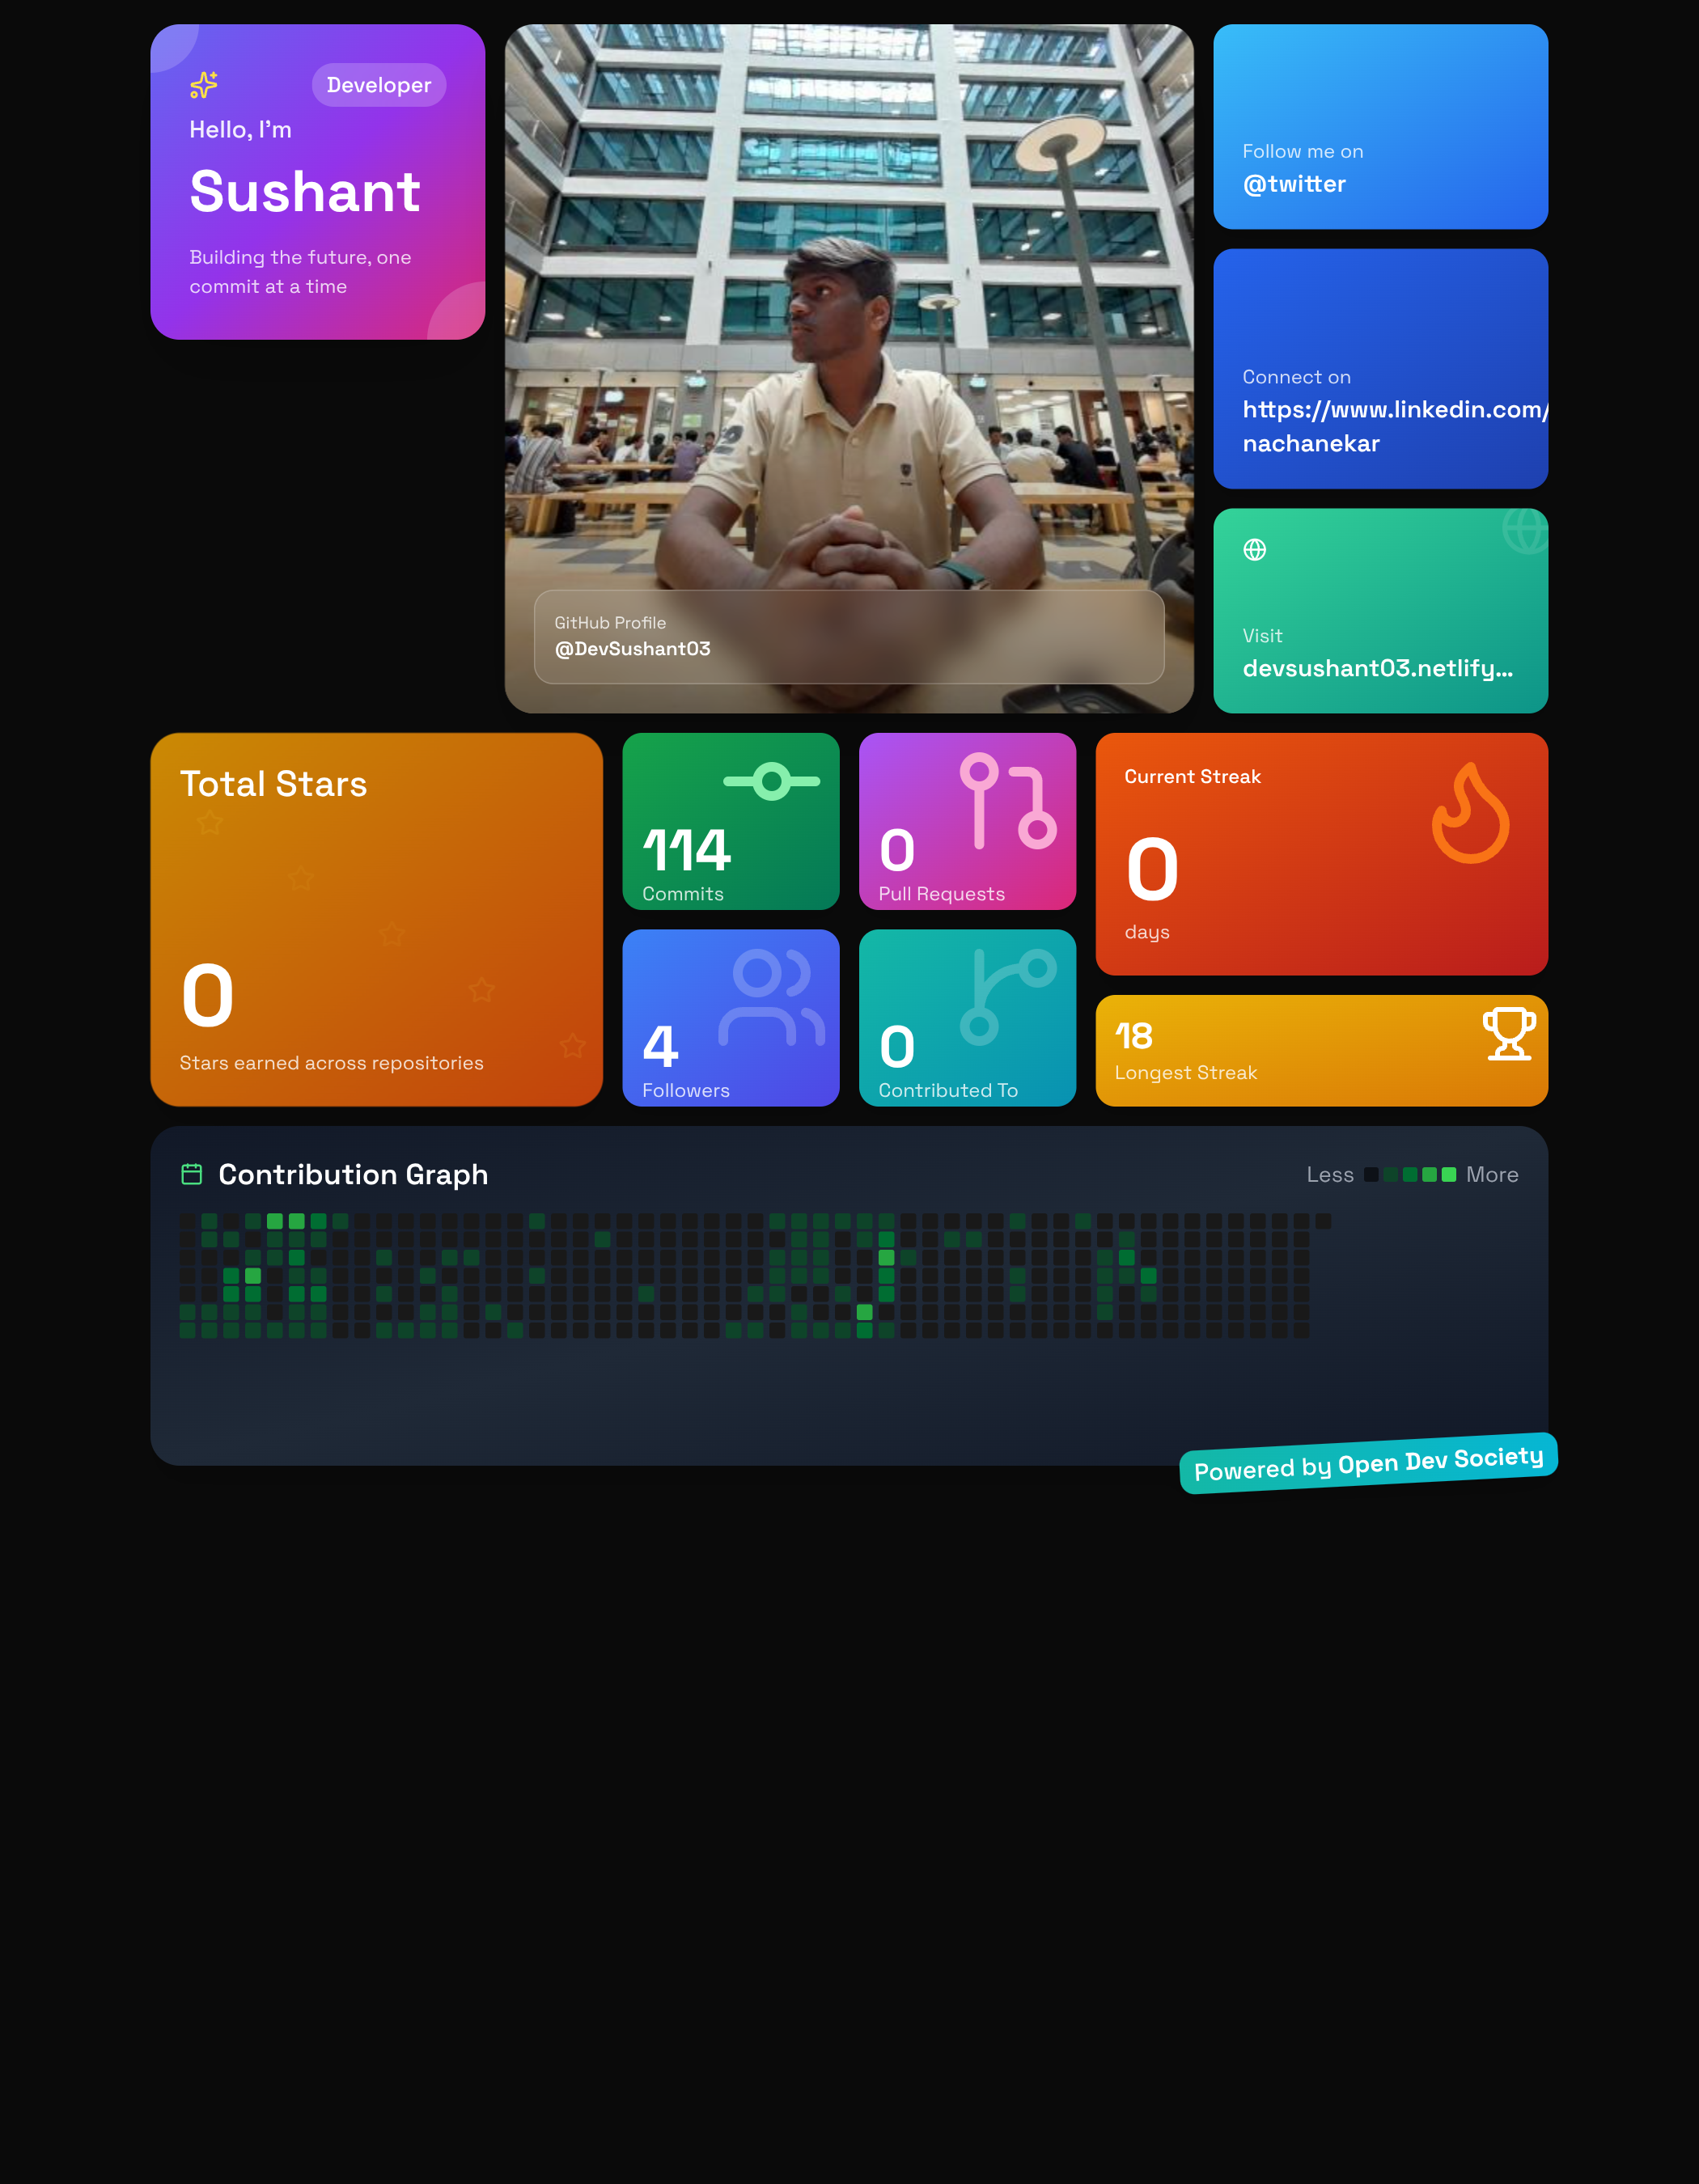 Developer
Hello, I'm
Sushant
Building the future, one
commit at a time
GitHub Profile
@DevSushant03
Follow me on
@twitter
Connect on
https://www.linkedin.com/
nachanekar
Visit
devsushant03.netlify...
Total Stars
0
Stars earned across repositories
114
Commits
0
Pull Requests
4
Followers
0
Contributed To
Current Streak
0
days
18
Longest Streak
Contribution Graph
Less
More
Powered by Open Dev Society